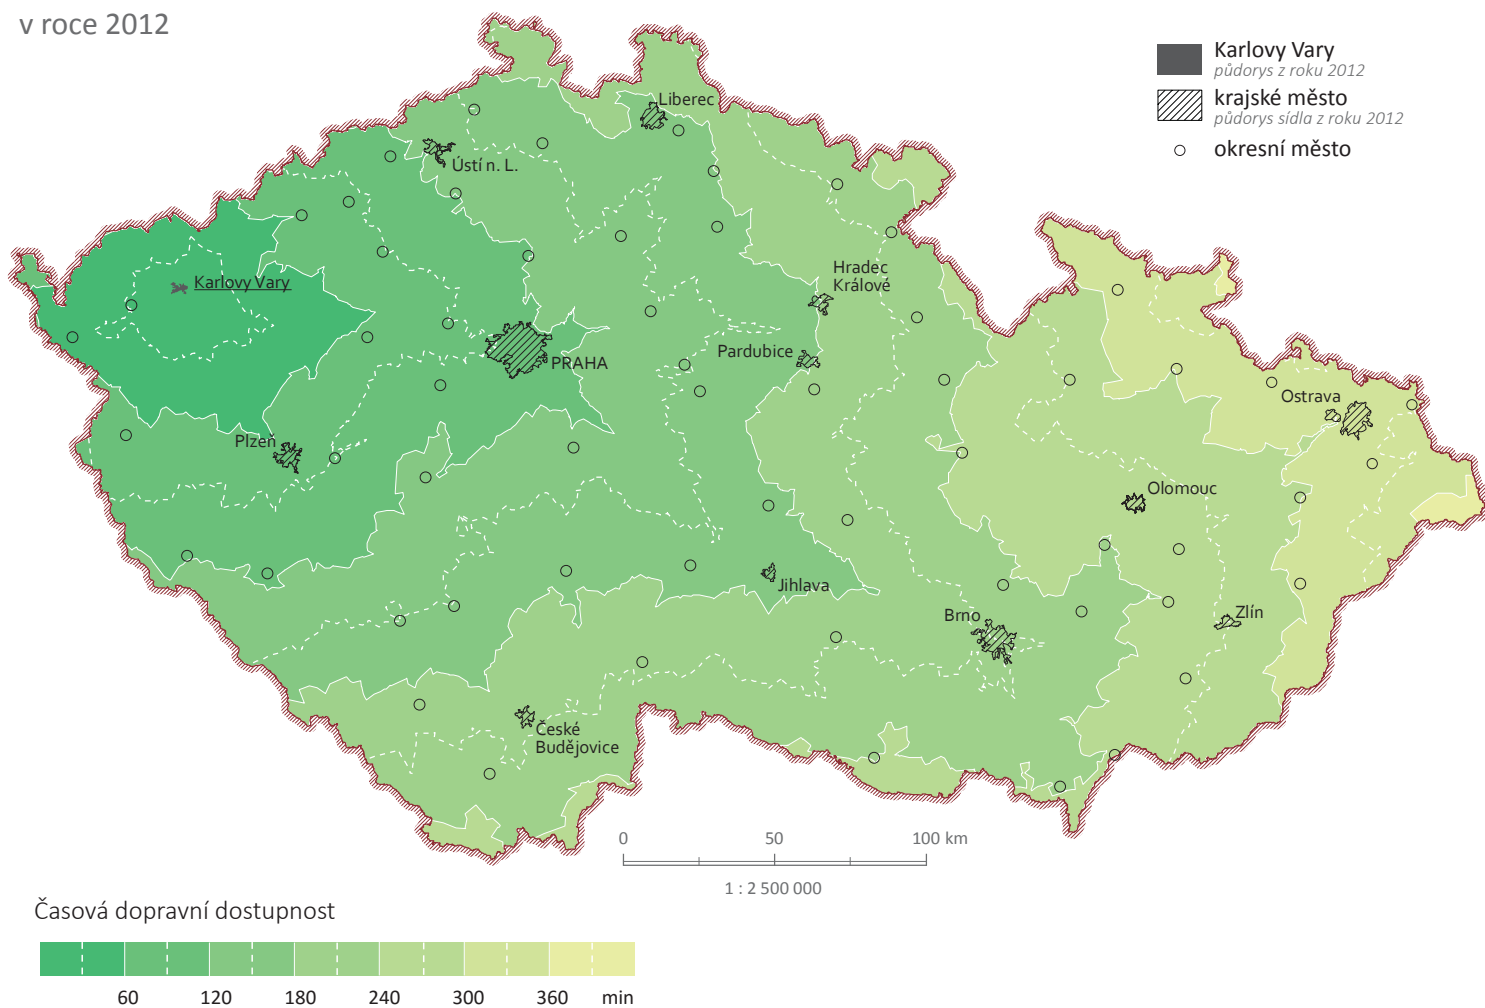 v roce 2012
Karlovy Vary
půdorys z roku 2012
krajské město
půdorys sídla z roku 2012
okresní město
Liberec
Ústí n. L.
Karlovy Vary
Hradec
Králové
PRAHA
Pardubice
Ostrava
Plzeň
Olomouc
Jihlava
Brno
Zlín
České
Budějovice
0 50 100 km
1 : 2 500 000
Časová dopravní dostupnost
60 120 180 240 300 360 min